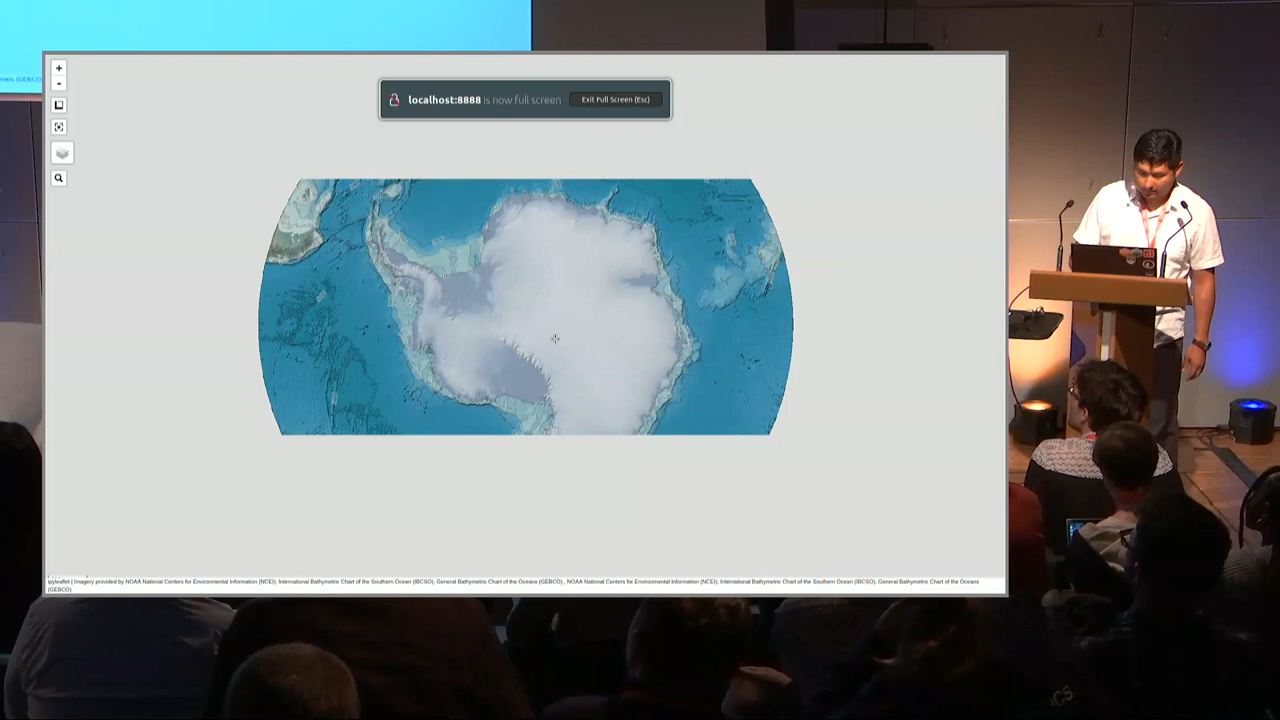 +
-
localhost:8888 is now full screen
Exit Full Screen (Esc)
ipyleaflet | Imagery provided by NOAA National Centers for Environmental Information (NCEI); International Bathymetric Chart of the Southern Ocean (IBCSO); General Bathymetric Chart of the Oceans (GEBCO)., NOAA National Centers for Environmental Information (NCEI); International Bathymetric Chart of the Southern Ocean (IBCSO); General Bathymetric Chart of the Oceans
(GEBCO)